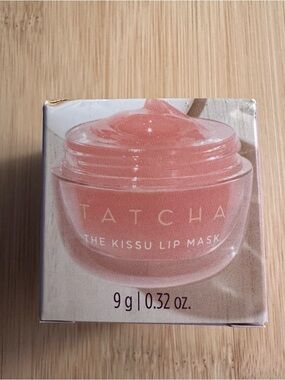 TATCHA
THE KISSU LIP MASK
9 g | 0.32 oz.